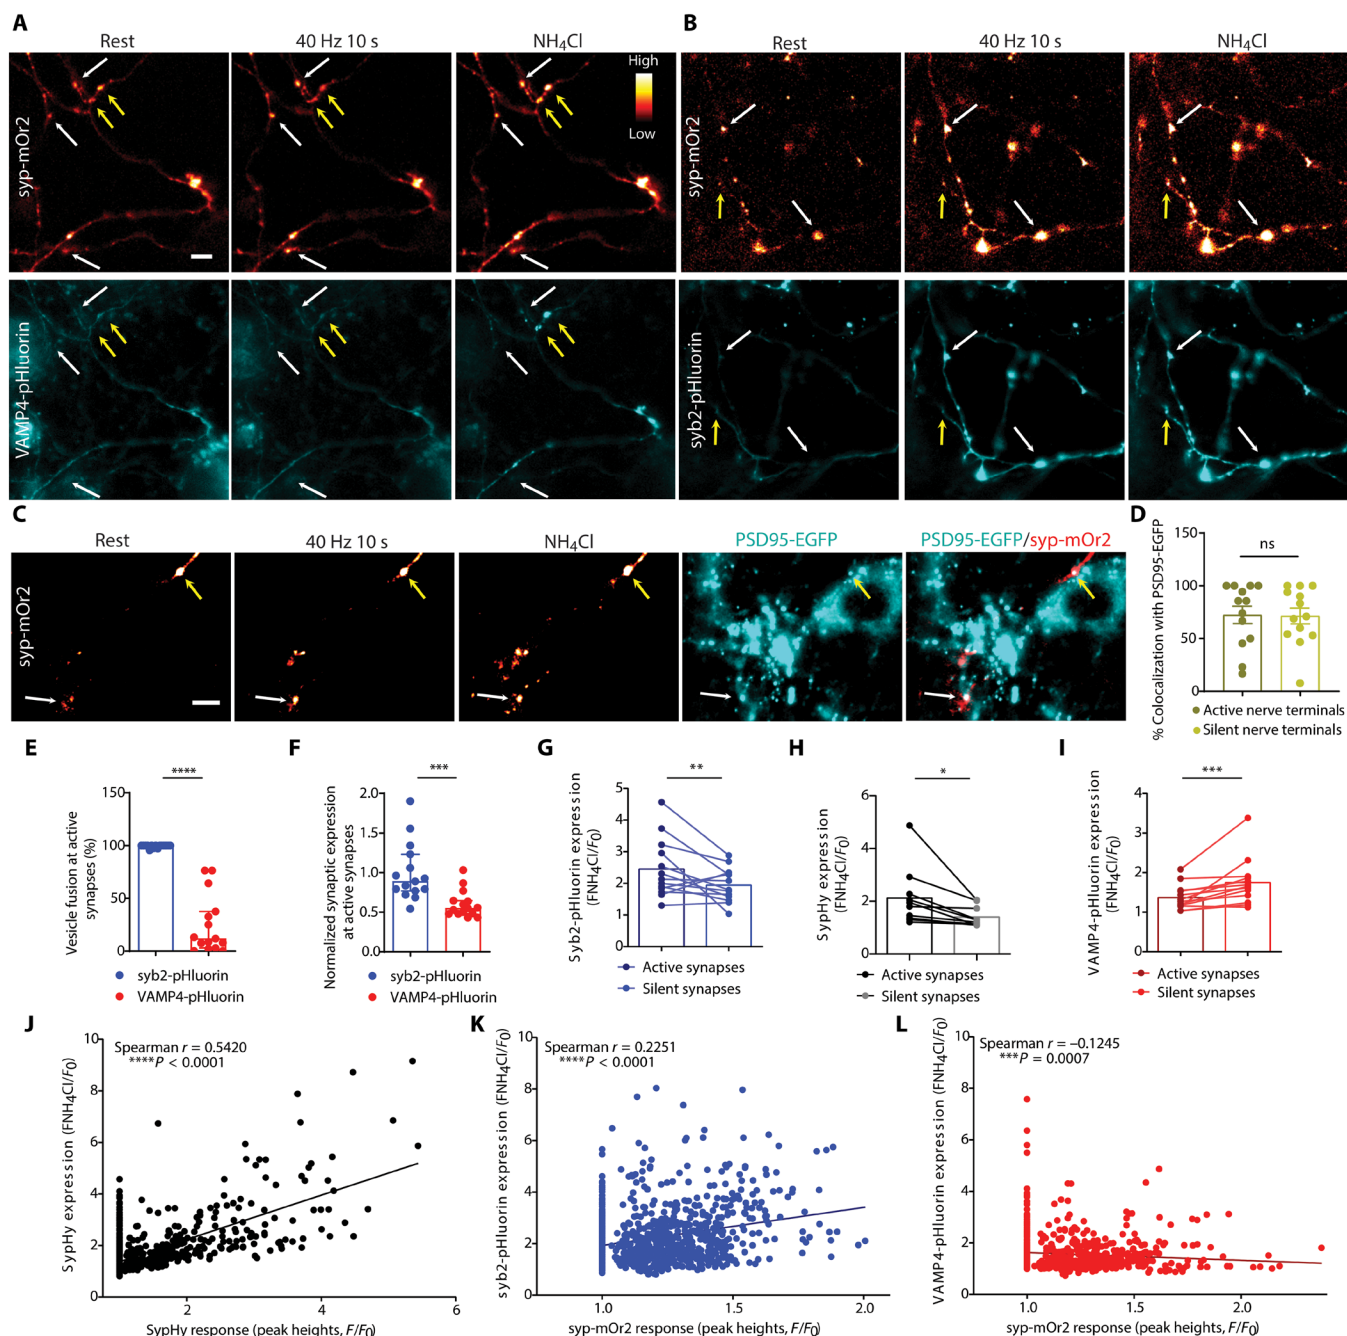 A
Rest
40 Hz 10 s
NH₄Cl
syp-mOr2
High
Low
VAMP4-pHluorin
B
Rest
40 Hz 10 s
NH₄Cl
syp-mOr2
syb2-pHluorin
C
Rest
40 Hz 10 s
NH₄Cl
PSD95-EGFP
PSD95-EGFP/syp-mOr2
syp-mOr2
D
% Colocalization with PSD95-EGFP
150
100
50
0
ns
Active nerve terminals
Silent nerve terminals
E
Vesicle fusion at active
synapses (%)
150
100
50
0
****
syb2-pHluorin
VAMP4-pHluorin
F
Normalized synaptic expression
at active synapses
2.0
1.5
1.0
0.5
0.0
***
syb2-pHluorin
VAMP4-pHluorin
G
Syb2-pHluorin expression
(FNH₄Cl/F₀)
5
4
3
2
1
0
**
Active synapses
Silent synapses
H
SypHy expression
(FNH₄Cl/F₀)
6
4
2
0
*
Active synapses
Silent synapses
I
VAMP4-pHluorin expression
(FNH₄Cl/F₀)
4
3
2
1
0
***
Active synapses
Silent synapses
J
SypHy expression (FNH₄Cl/F₀)
10
8
6
4
2
0
Spearman r = 0.5420
****P < 0.0001
2
4
6
SypHy response (peak heights, F/F₀)
K
syb2-pHluorin expression (FNH₄Cl/F₀)
10
8
6
4
2
0
Spearman r = 0.2251
****P < 0.0001
1.0
1.5
2.0
syp-mOr2 response (peak heights, F/F₀)
L
VAMP4-pHluorin expression (FNH₄Cl/F₀)
10
8
6
4
2
0
Spearman r = –0.1245
***P = 0.0007
1.0
1.5
2.0
syp-mOr2 response (peak heights, F/F₀)